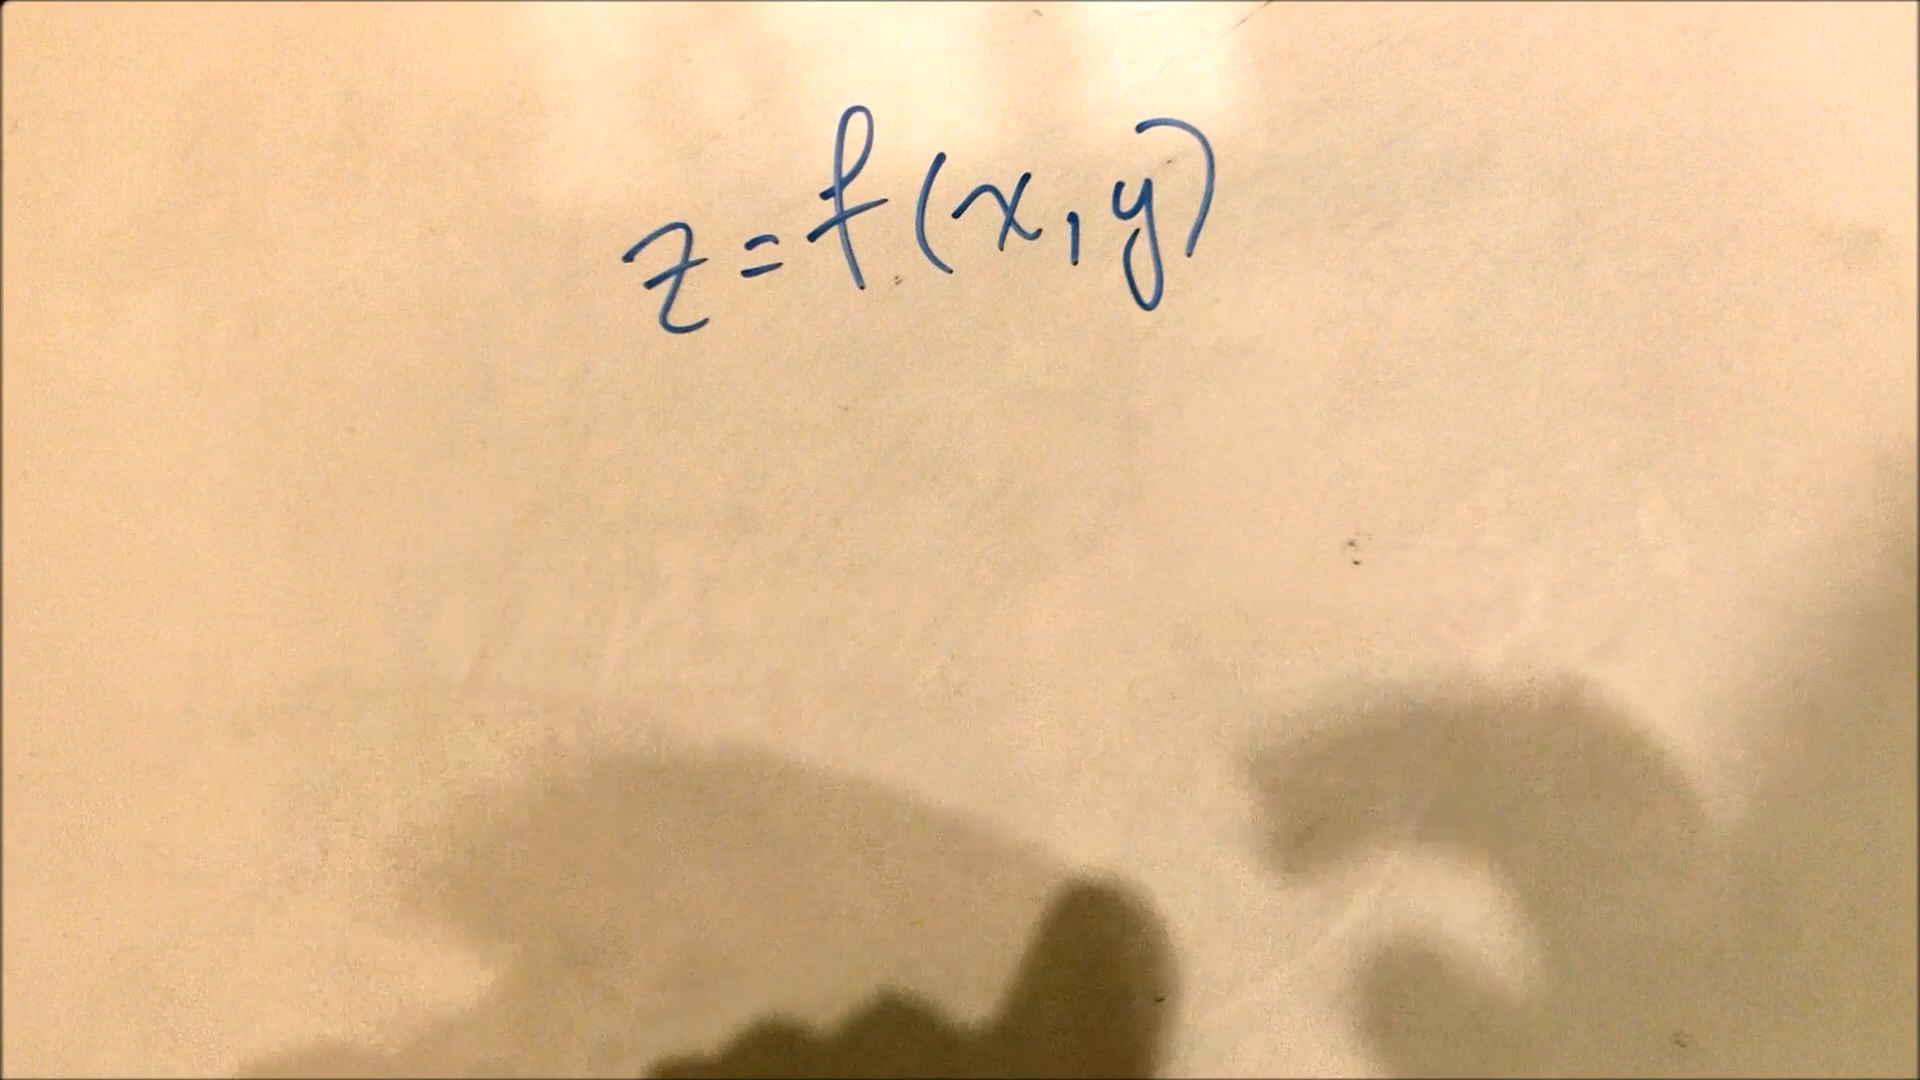 z = f(x, y)